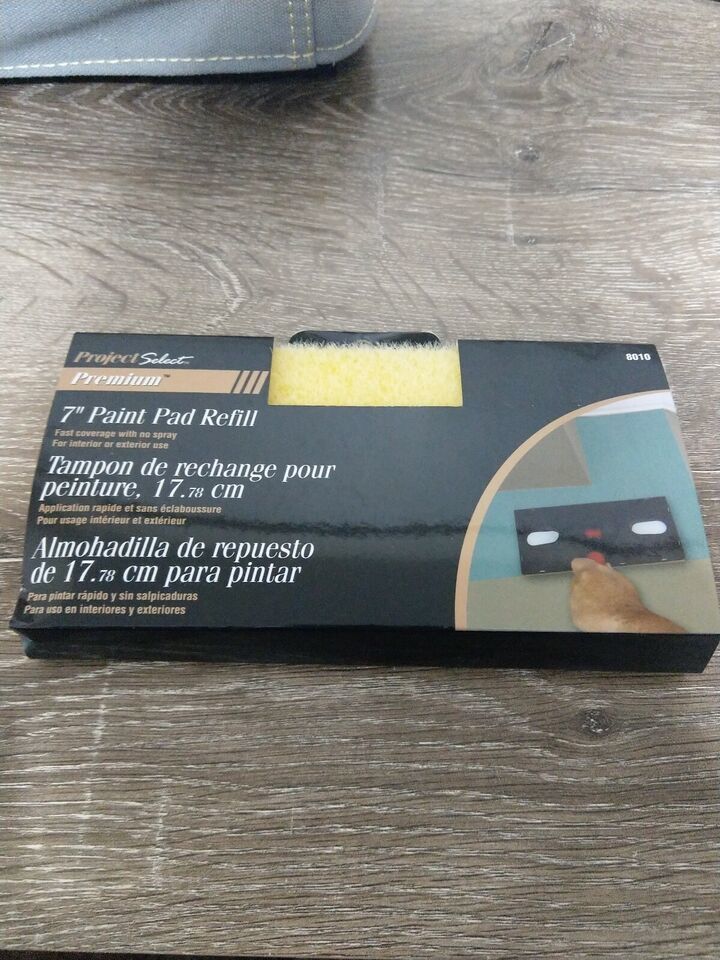 Project Select™
Premium™
8010
7" Paint Pad Refill
Fast coverage with no spray
For interior or exterior use
Tampon de rechange pour
peinture, 17.78 cm
Application rapide et sans éclaboussure
Pour usage intérieur et extérieur
Almohadilla de repuesto
de 17.78 cm para pintar
Para pintar rápido y sin salpicaduras
Para uso en interiores y exteriores